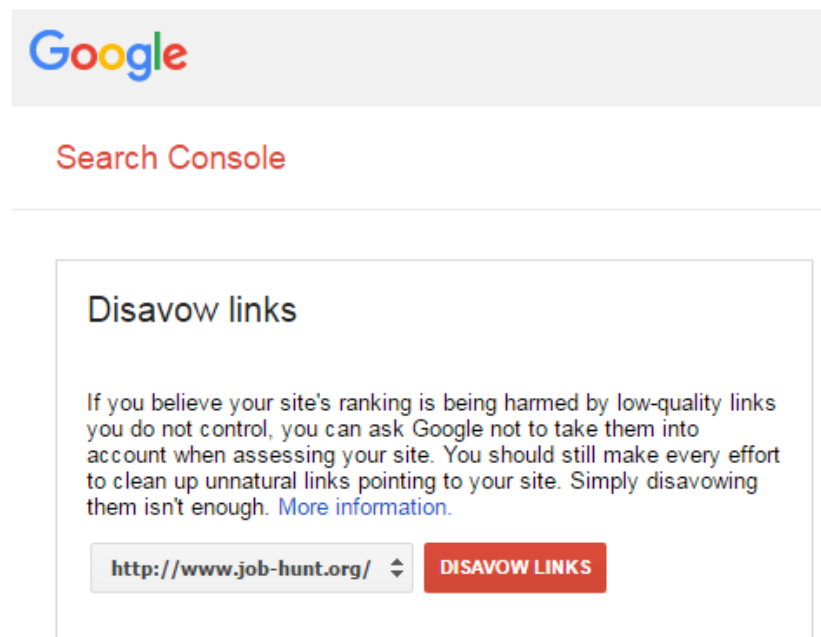 Google
Search Console
Disavow links
If you believe your site's ranking is being harmed by low-quality links
you do not control, you can ask Google not to take them into
account when assessing your site. You should still make every effort
to clean up unnatural links pointing to your site. Simply disavowing
them isn't enough. More information.
http://www.job-hunt.org/ DISAVOW LINKS